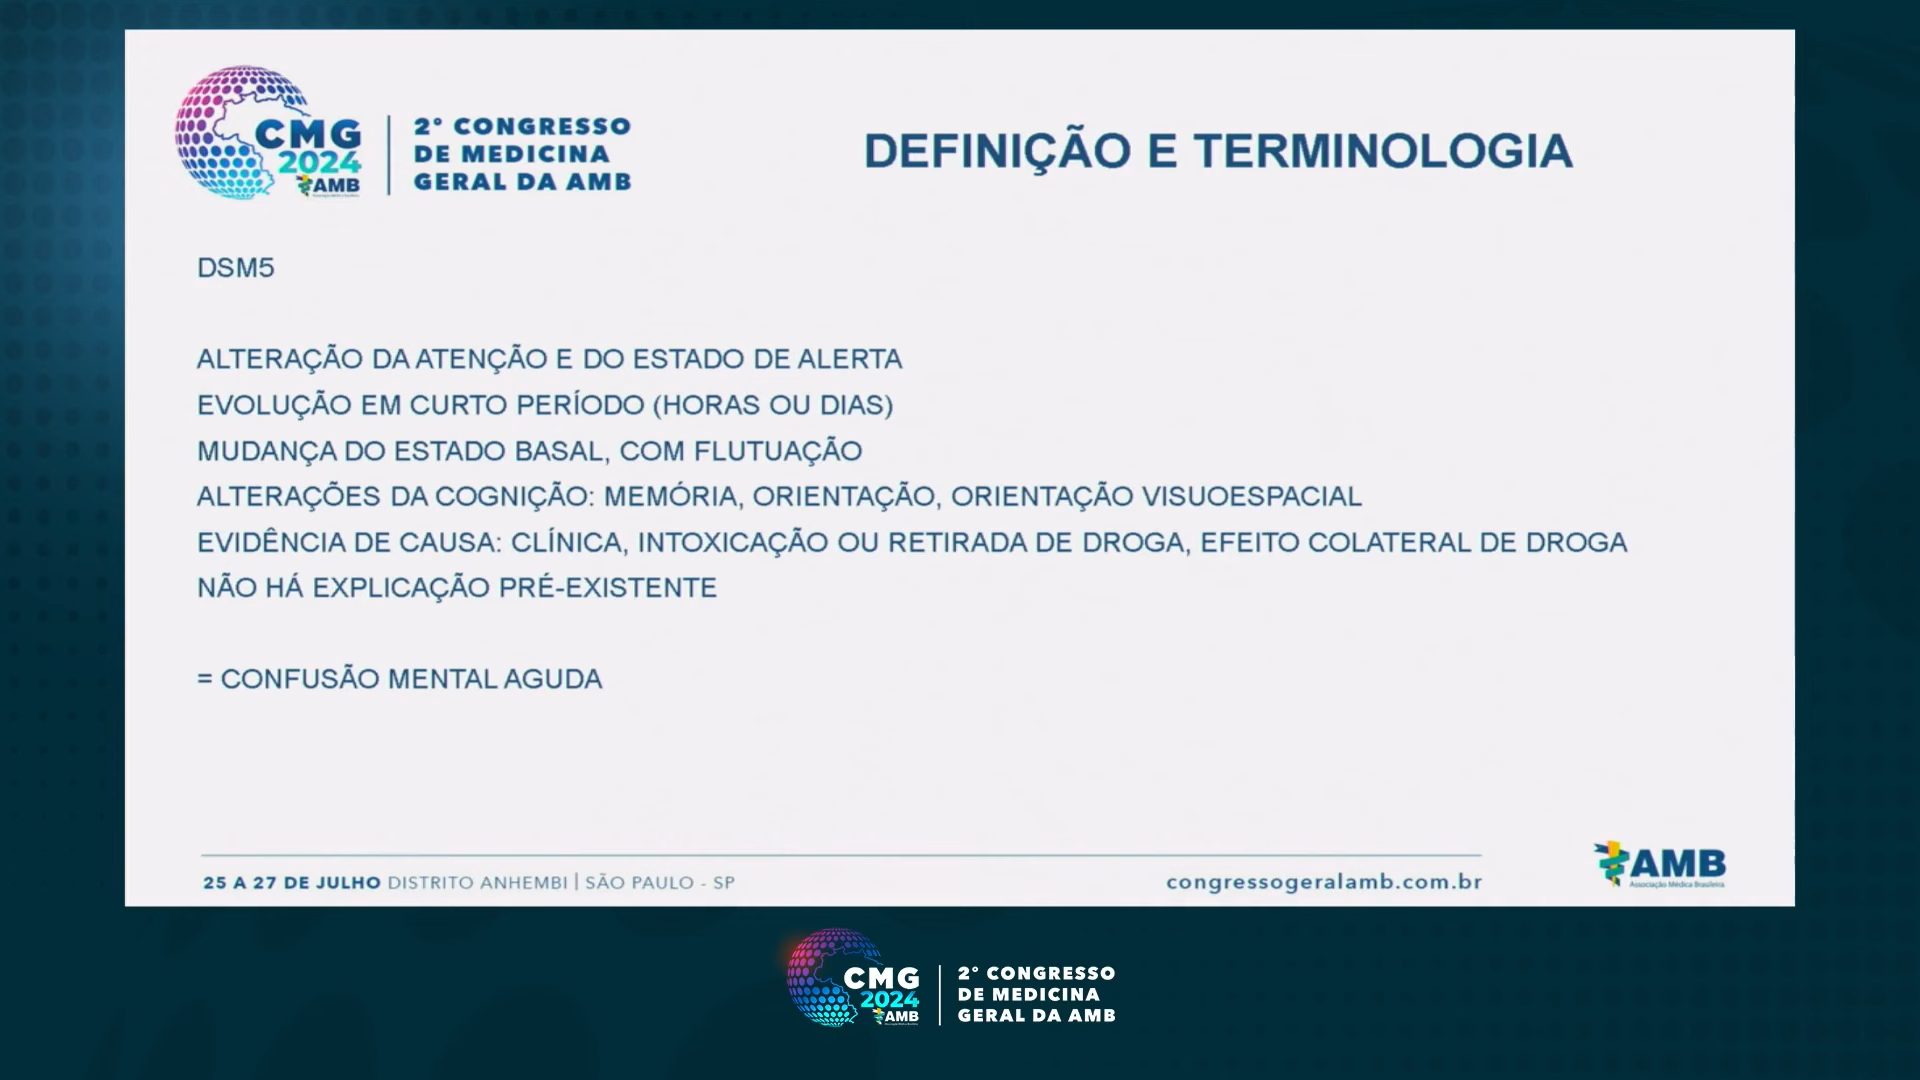 CMG
2024
AMB
2° CONGRESSO
DE MEDICINA
GERAL DA AMB
DEFINIÇÃO E TERMINOLOGIA
DSM5
ALTERAÇÃO DA ATENÇÃO E DO ESTADO DE ALERTA
EVOLUÇÃO EM CURTO PERÍODO (HORAS OU DIAS)
MUDANÇA DO ESTADO BASAL, COM FLUTUAÇÃO
ALTERAÇÕES DA COGNIÇÃO: MEMÓRIA, ORIENTAÇÃO, ORIENTAÇÃO VISUOESPACIAL
EVIDÊNCIA DE CAUSA: CLÍNICA, INTOXICAÇÃO OU RETIRADA DE DROGA, EFEITO COLATERAL DE DROGA
NÃO HÁ EXPLICAÇÃO PRÉ-EXISTENTE
= CONFUSÃO MENTAL AGUDA
25 A 27 DE JULHO DISTRITO ANHEMBI | SÃO PAULO - SP
congressogeralamb.com.br
AMB
Associação Médica Brasileira
CMG
2024
AMB
2° CONGRESSO
DE MEDICINA
GERAL DA AMB